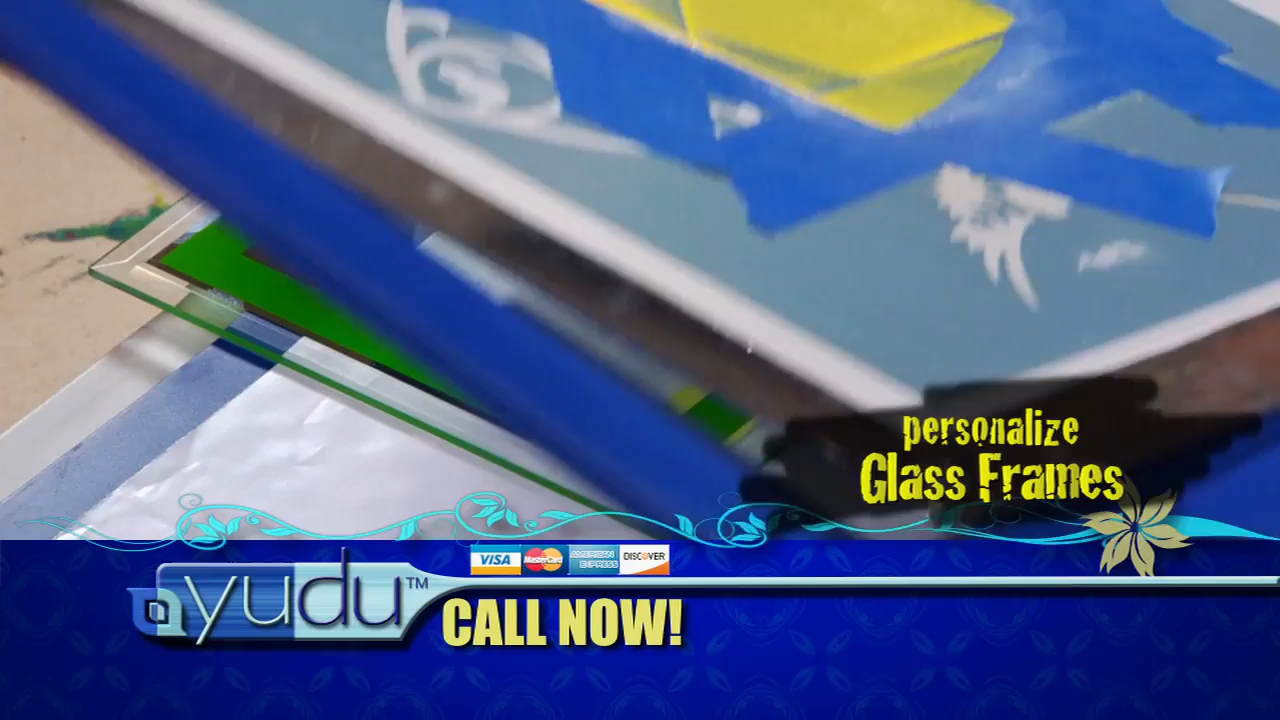 personalize
Glass Frames
VISA MasterCard AMERICAN EXPRESS DISCOVER
yudu™
CALL NOW!